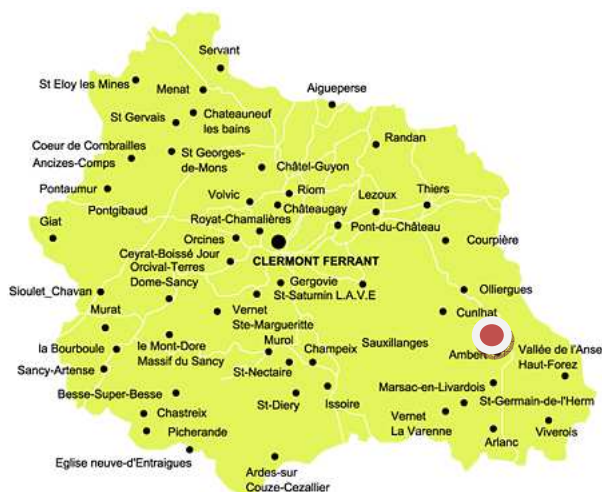 Servant
St Eloy les Mines
Menat
Aigueperse
Chateauneuf
les bains
St Gervais
Randan
Coeur de Combrailles
Ancizes-Comps
St Georges-
de-Mons
Châtel-Guyon
Pontaumur
Volvic
Riom
Lezoux
Thiers
Pontgibaud
Châteaugay
Giat
Royat-Chamalières
Pont-du-Château
Orcines
Courpière
CLERMONT FERRANT
Ceyrat-Boissé Jour
Orcival-Terres
Dome-Sancy
Gergovie
Sioulet_Chavan
St-Saturnin L.A.V.E
Olliergues
Murat
Vernet
Ste-Margueritte
Cunlhat
Murol
Sauxillanges
la Bourboule
le Mont-Dore
Massif du Sancy
Champeix
Ambert
Vallée de l'Anse
Haut-Forez
Sancy-Artense
St-Nectaire
Marsac-en-Livardois
Besse-Super-Besse
St-Diery
Issoire
St-Germain-de-l'Herm
Chastreix
Vernet
La Varenne
Picherande
Arlanc
Viverois
Eglise neuve-d'Entraigues
Ardes-sur
Couze-Cezallier